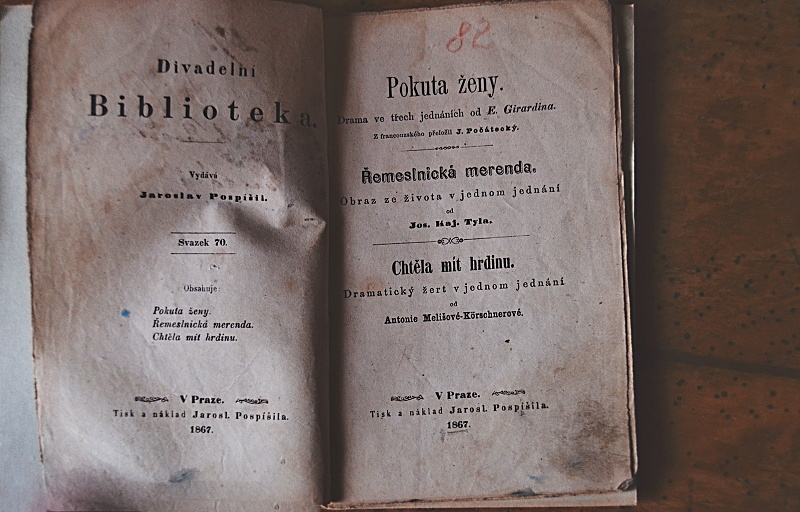 Divadelní
Biblioteka.
Vydává
Jaroslav Pospíšil.
Svazek 70.
Obsahuje:
Pokuta ženy.
Řemeslnická merenda.
Chtěla mít hrdinu.
V Praze.
Tisk a náklad Jarosl. Pospíšila.
1867.
82
Pokuta ženy.
Drama ve třech jednáních od E. Girardina.
Z francouzského přeložil J. Počátecký.
Řemeslnická merenda.
Obraz ze života v jednom jednání
od
Jos. Kaj. Tyla.
Chtěla mít hrdinu.
Dramatický žert v jednom jednání
od
Antonie Melišové-Körschnerové.
V Praze.
Tisk a náklad Jarosl. Pospíšila.
1867.